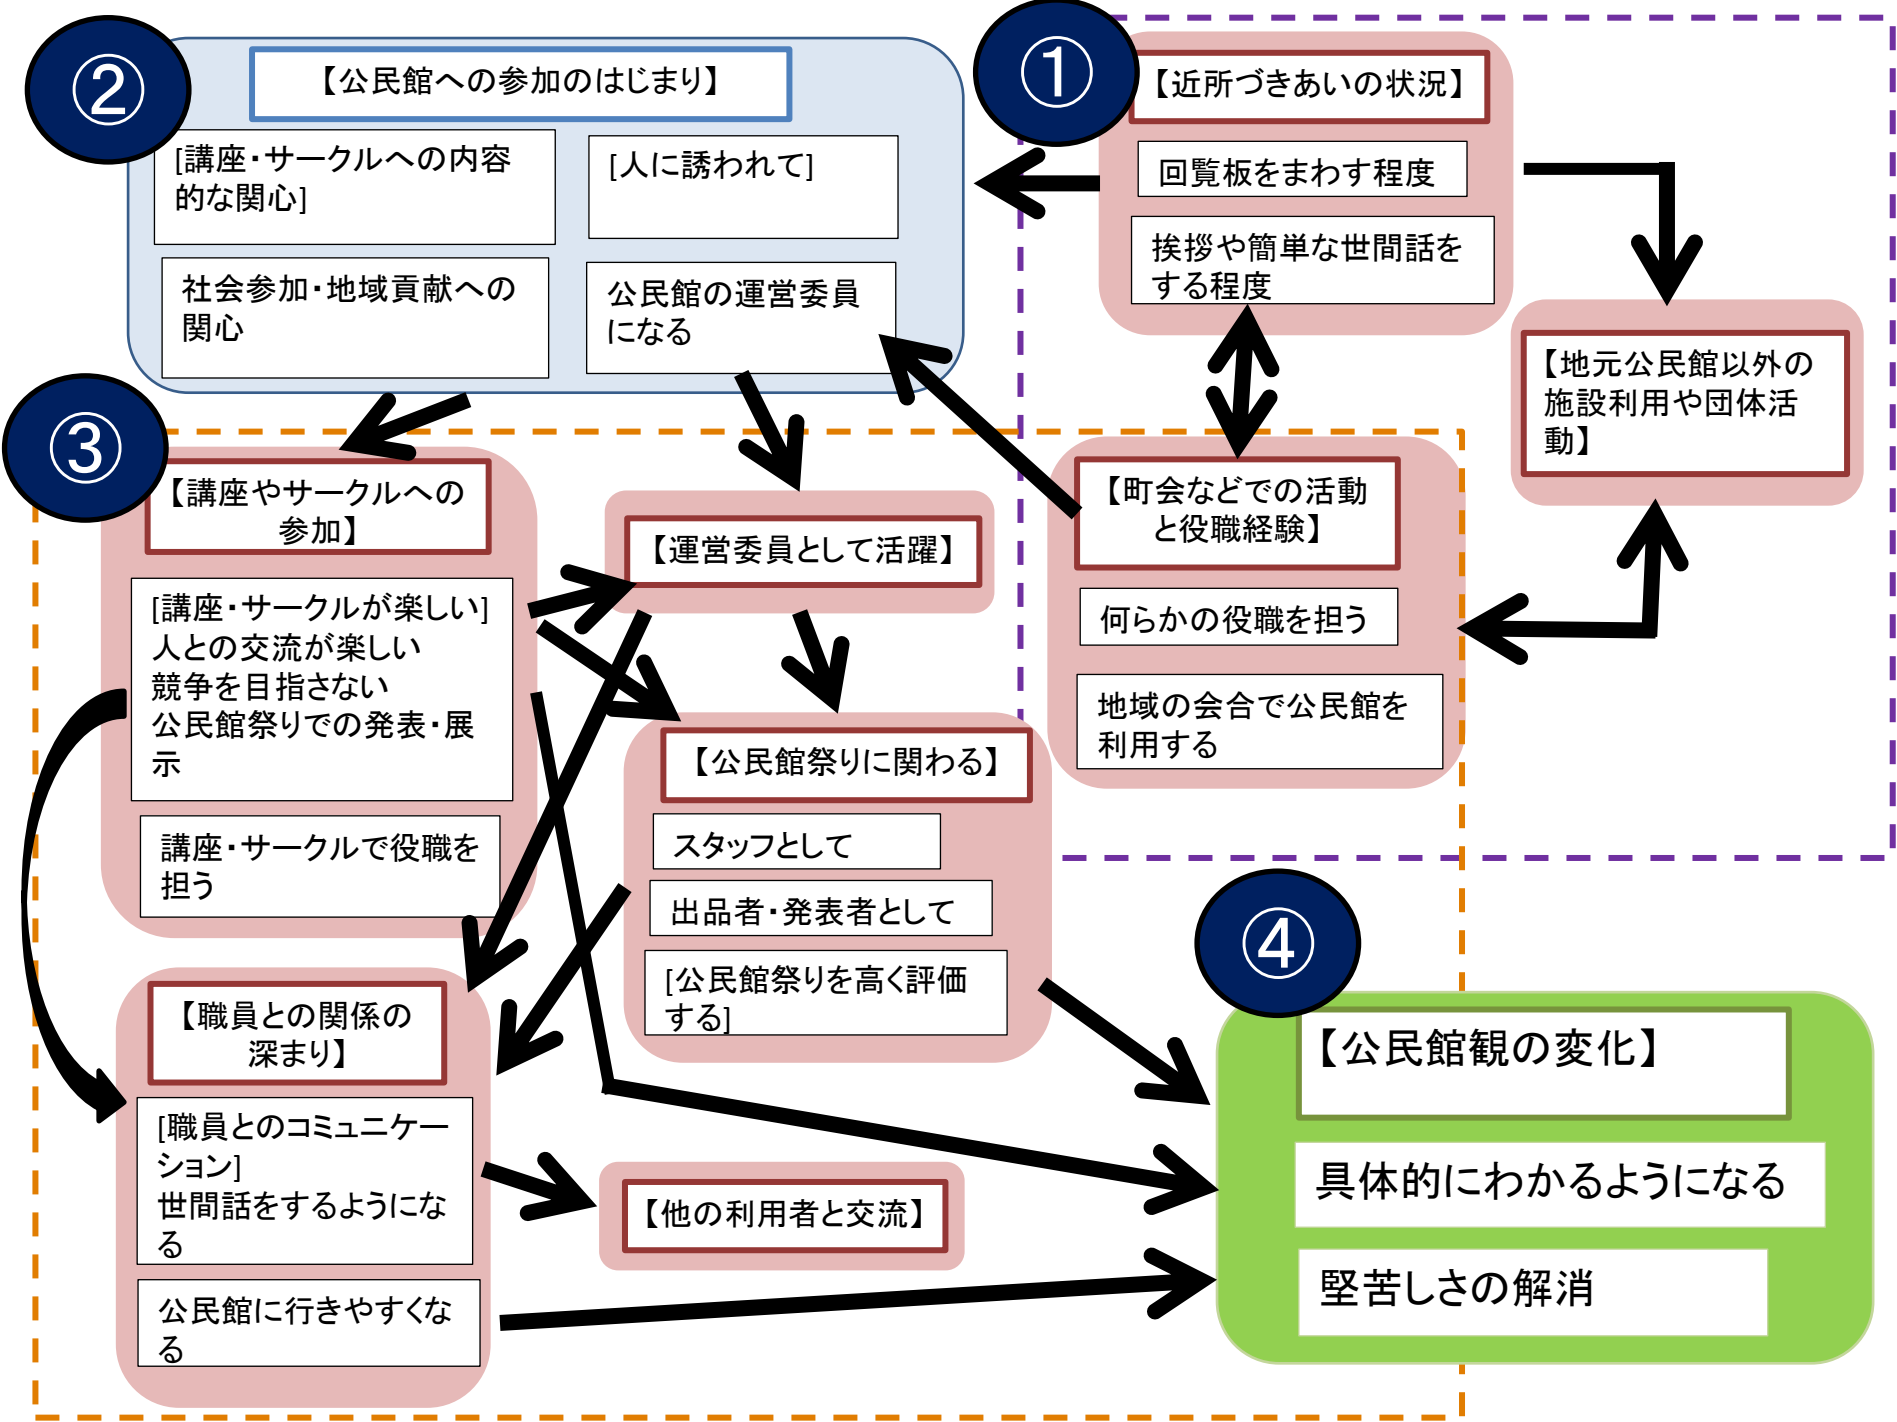 ①
【近所づきあいの状況】
回覧板をまわす程度
挨拶や簡単な世間話を
する程度
【地元公民館以外の
施設利用や団体活
動】
【町会などでの活動
と役職経験】
何らかの役職を担う
地域の会合で公民館を
利用する
②
【公民館への参加のはじまり】
[講座・サークルへの内容
的な関心]
[人に誘われて]
社会参加・地域貢献への
関心
公民館の運営委員
になる
③
【講座やサークルへの
参加】
[講座・サークルが楽しい]
人との交流が楽しい
競争を目指さない
公民館祭りでの発表・展
示
講座・サークルで役職を
担う
【運営委員として活躍】
【公民館祭りに関わる】
スタッフとして
出品者・発表者として
[公民館祭りを高く評価
する]
【職員との関係の
深まり】
[職員とのコミュニケー
ション]
世間話をするようにな
る
公民館に行きやすくな
る
【他の利用者と交流】
④
【公民館観の変化】
具体的にわかるようになる
堅苦しさの解消